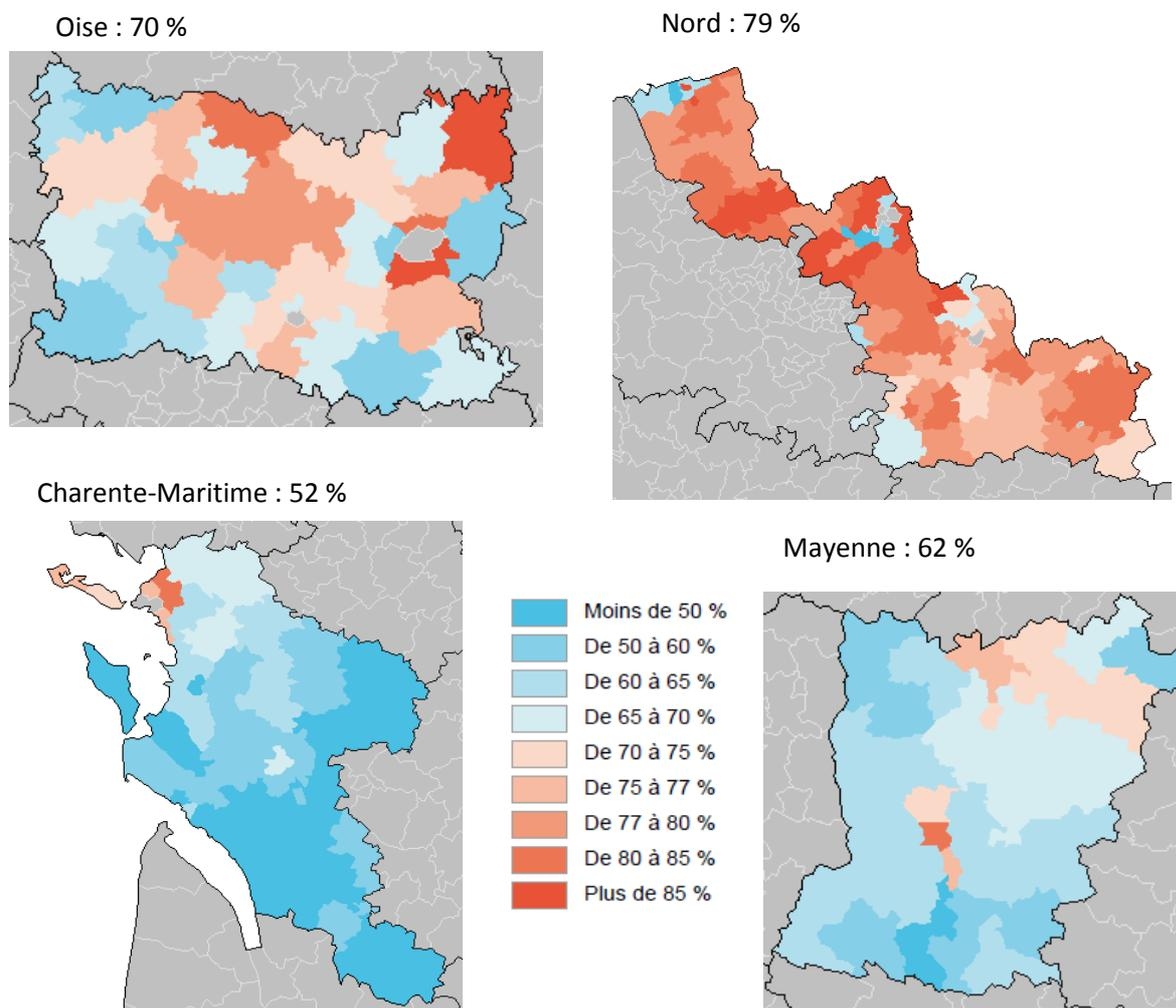 Oise : 70 %
Nord : 79 %
Charente-Maritime : 52 %
Mayenne : 62 %
Moins de 50 %
De 50 à 60 %
De 60 à 65 %
De 65 à 70 %
De 70 à 75 %
De 75 à 77 %
De 77 à 80 %
De 80 à 85 %
Plus de 85 %